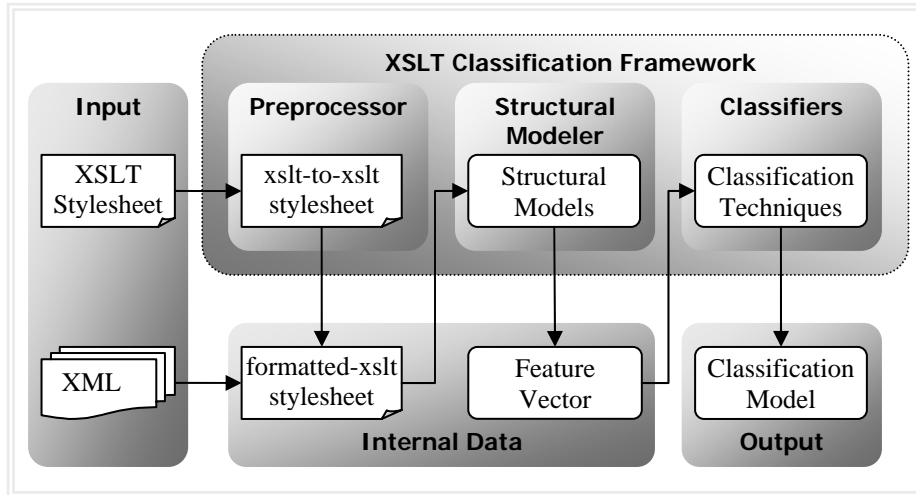 XSLT Classification Framework
Input
Preprocessor
Structural
Modeler
Classifiers
XSLT
Stylesheet
xslt-to-xslt
stylesheet
Structural
Models
Classification
Techniques
XML
formatted-xslt
stylesheet
Feature
Vector
Classification
Model
Internal Data
Output